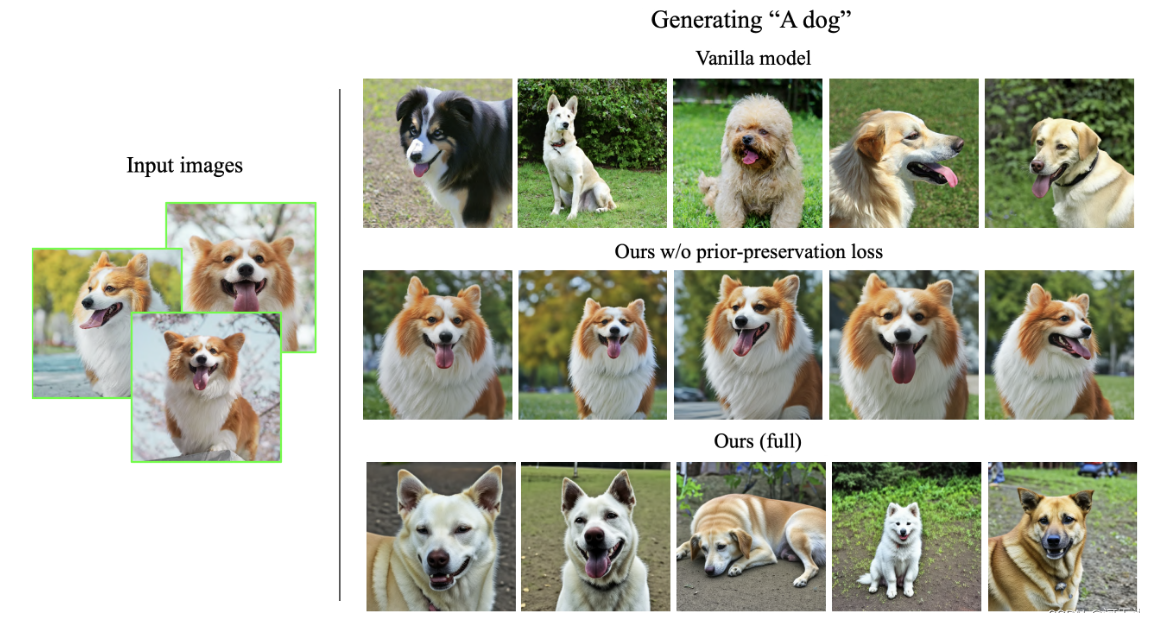 Generating “A dog”
Vanilla model
Input images
Ours w/o prior-preservation loss
Ours (full)